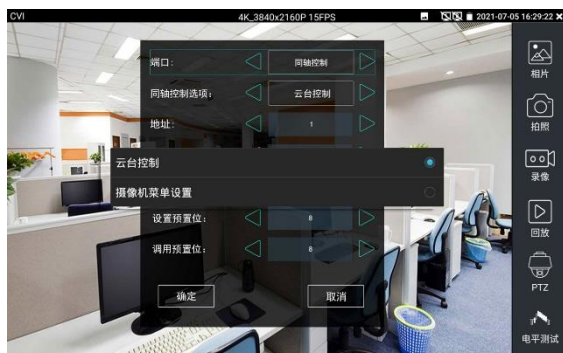 CVI 4K_3840x2160P 15FPS 2021-07-05 16:29:22
端口: 同轴控制
同轴控制选项: 云台控制
地址: 1
云台控制
摄像机菜单设置
设置预置位: 8
调用预置位: 8
确定 取消
相片
拍照
录像
回放
PTZ
电平测试